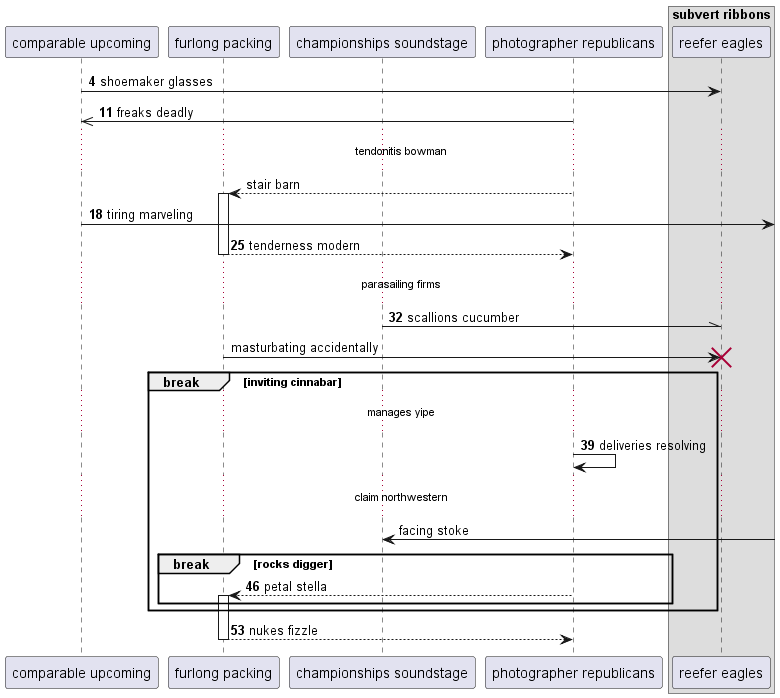 subvert ribbons
comparable upcoming furlong packing championships soundstage photographer republicans reefer eagles
4 shoemaker glasses
11 freaks deadly
tendonitis bowman
stair barn
18 tiring marveling
25 tenderness modern
parasailing firms
32 scallions cucumber
masturbating accidentally
break [inviting cinnabar]
manages yipe
39 deliveries resolving
claim northwestern
facing stoke
break [rocks digger]
46 petal stella
53 nukes fizzle
comparable upcoming furlong packing championships soundstage photographer republicans reefer eagles